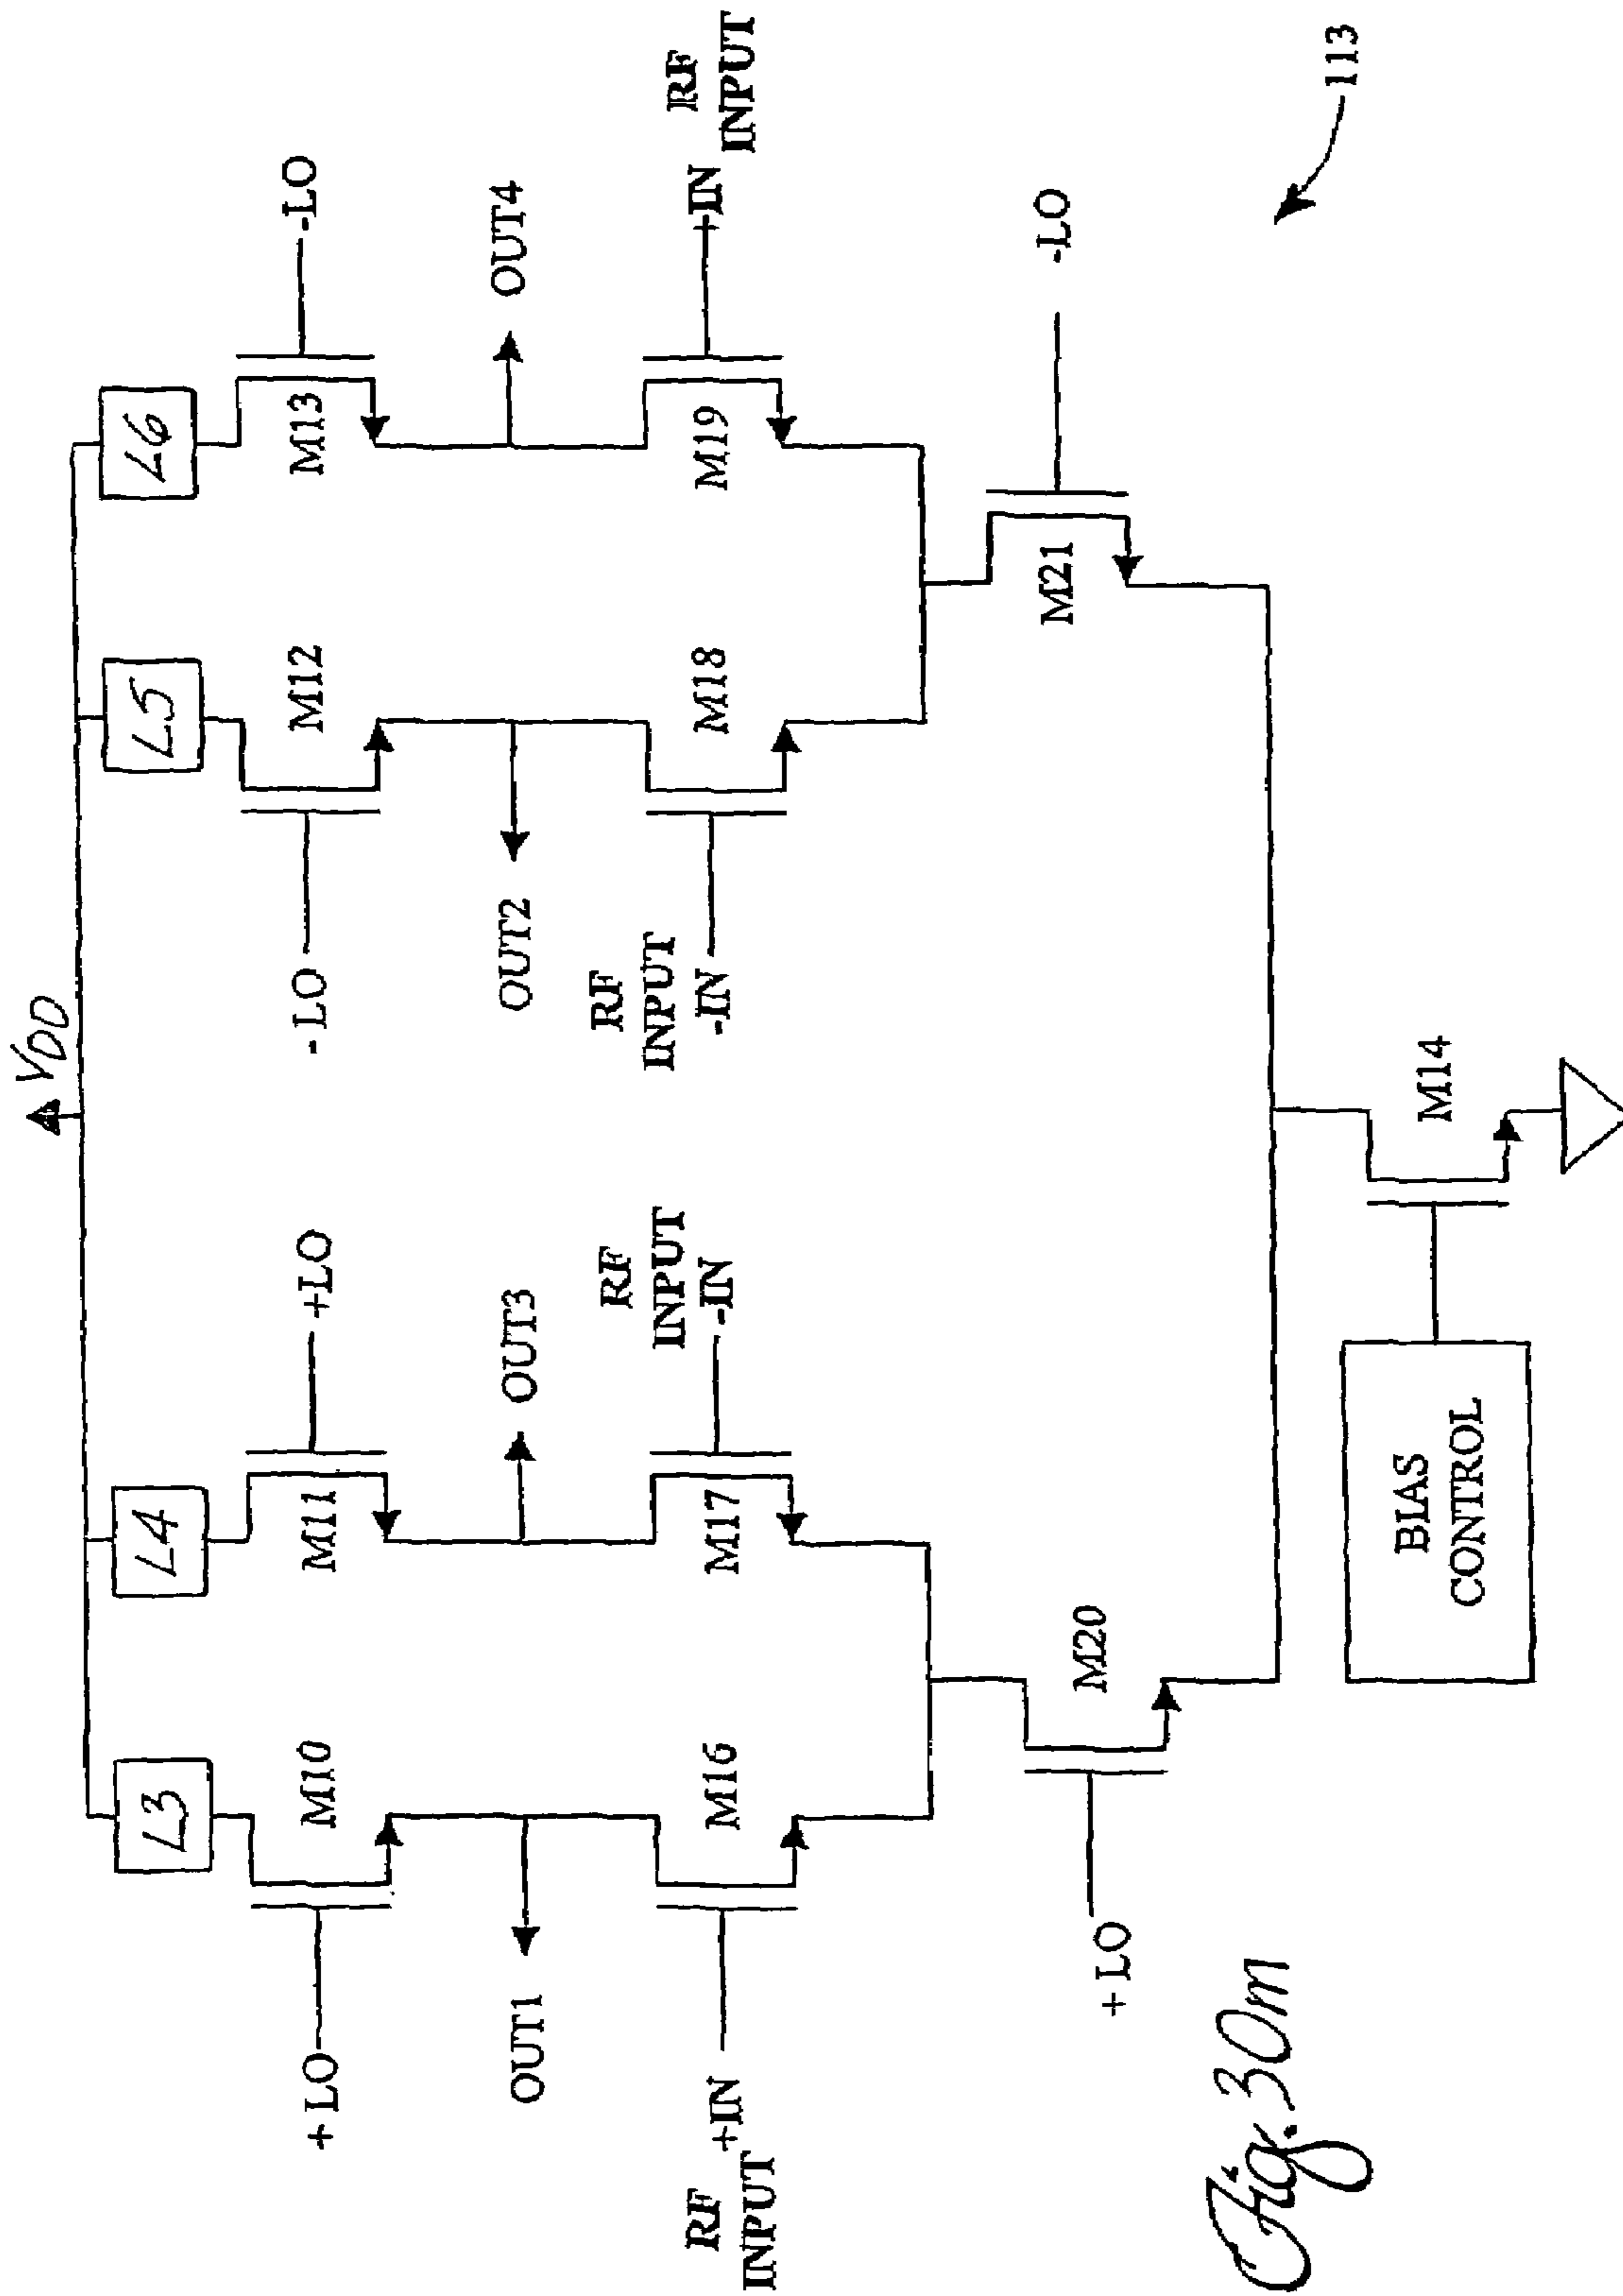 VDD
L3
L4
L5
L6
+ LO
M10
M11
+LO
- LO
M12
M13
-LO
OUT1
OUT3
OUT2
OUT4
RF
INPUT
+IN
M16
M17
RF
INPUT
-IN
RF
INPUT
-IN
M18
M19
+IN
RF
INPUT
+ LO
M20
M21
-LO
BIAS
CONTROL
M14
113
Fig. 30m